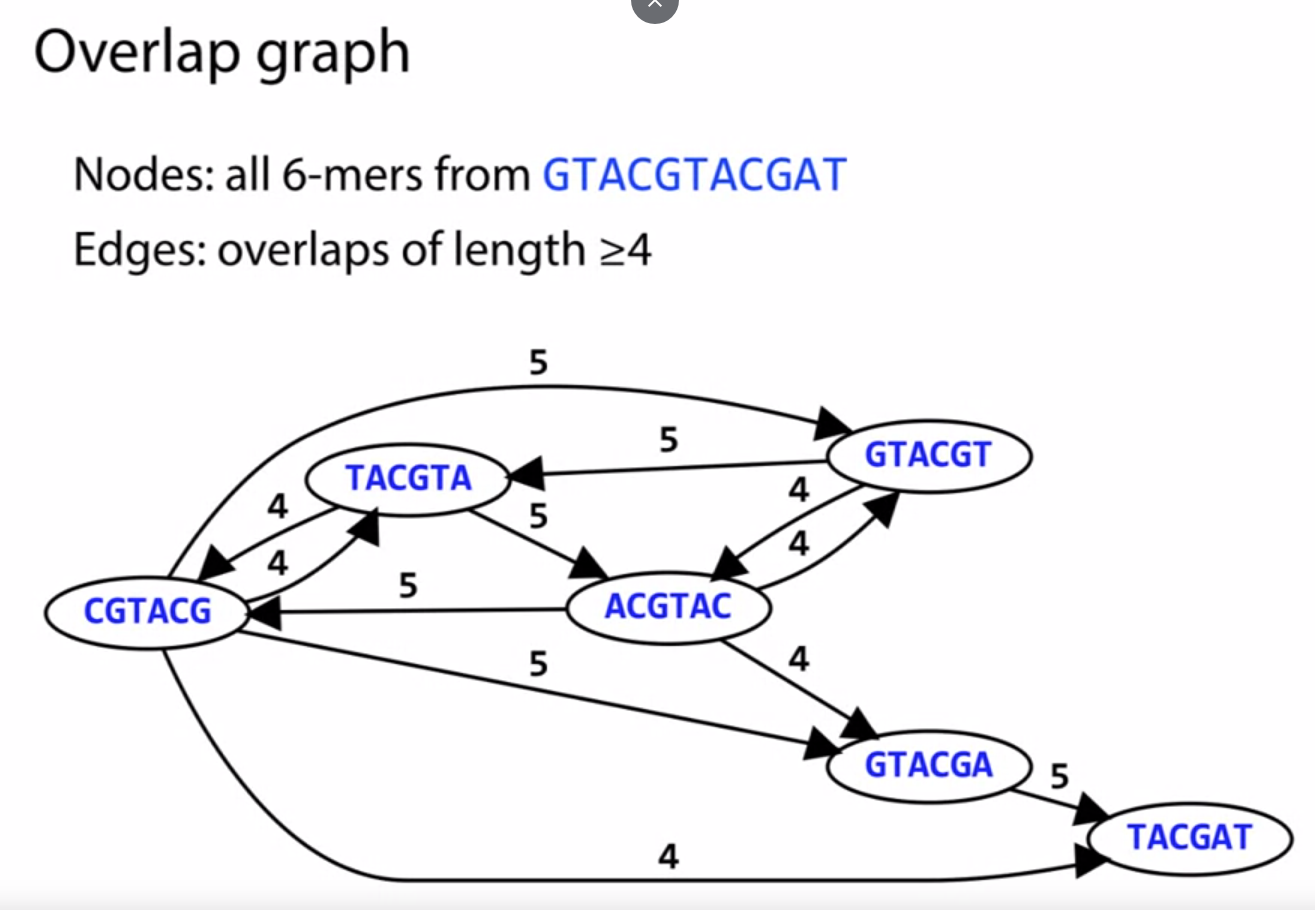 Overlap graph
Nodes: all 6-mers from GTACGTACGAT
Edges: overlaps of length ≥4
5
5
GTACGT
TACGTA
4
4
5
4
4
5
CGTACG
ACGTAC
5
4
GTACGA
5
TACGAT
4